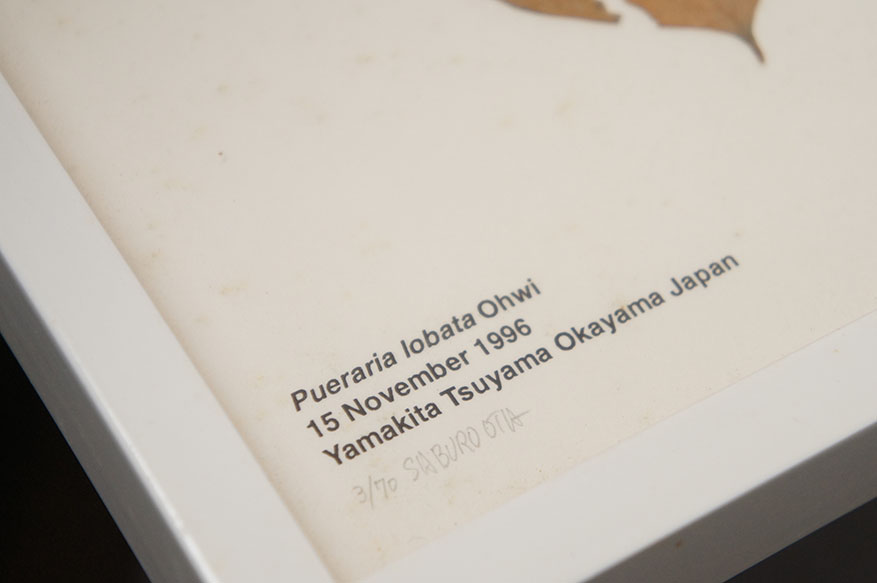 Pueraria lobata Ohwi
15 November 1996
Yamakita Tsuyama Okayama Japan
3/70 SABURO OTA